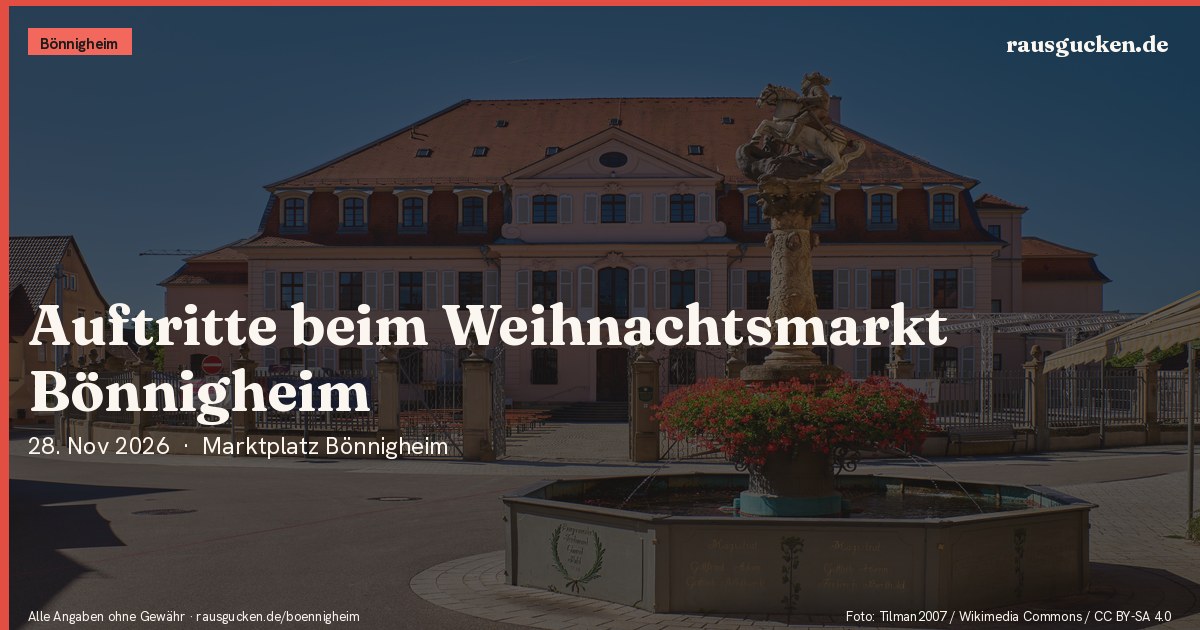 Bönnigheim
rausgucken.de
Auftritte beim Weihnachtsmarkt
Bönnigheim
28. Nov 2026 · Marktplatz Bönnigheim
Alle Angaben ohne Gewähr · rausgucken.de/boennigheim
Foto: Tilman2007 / Wikimedia Commons / CC BY-SA 4.0